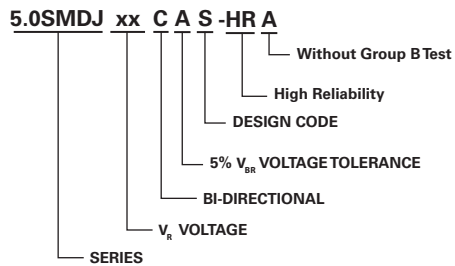 5.0SMDJ xx C A S -HR A
Without Group B Test
High Reliability
DESIGN CODE
5% VBR VOLTAGE TOLERANCE
BI-DIRECTIONAL
VR VOLTAGE
SERIES